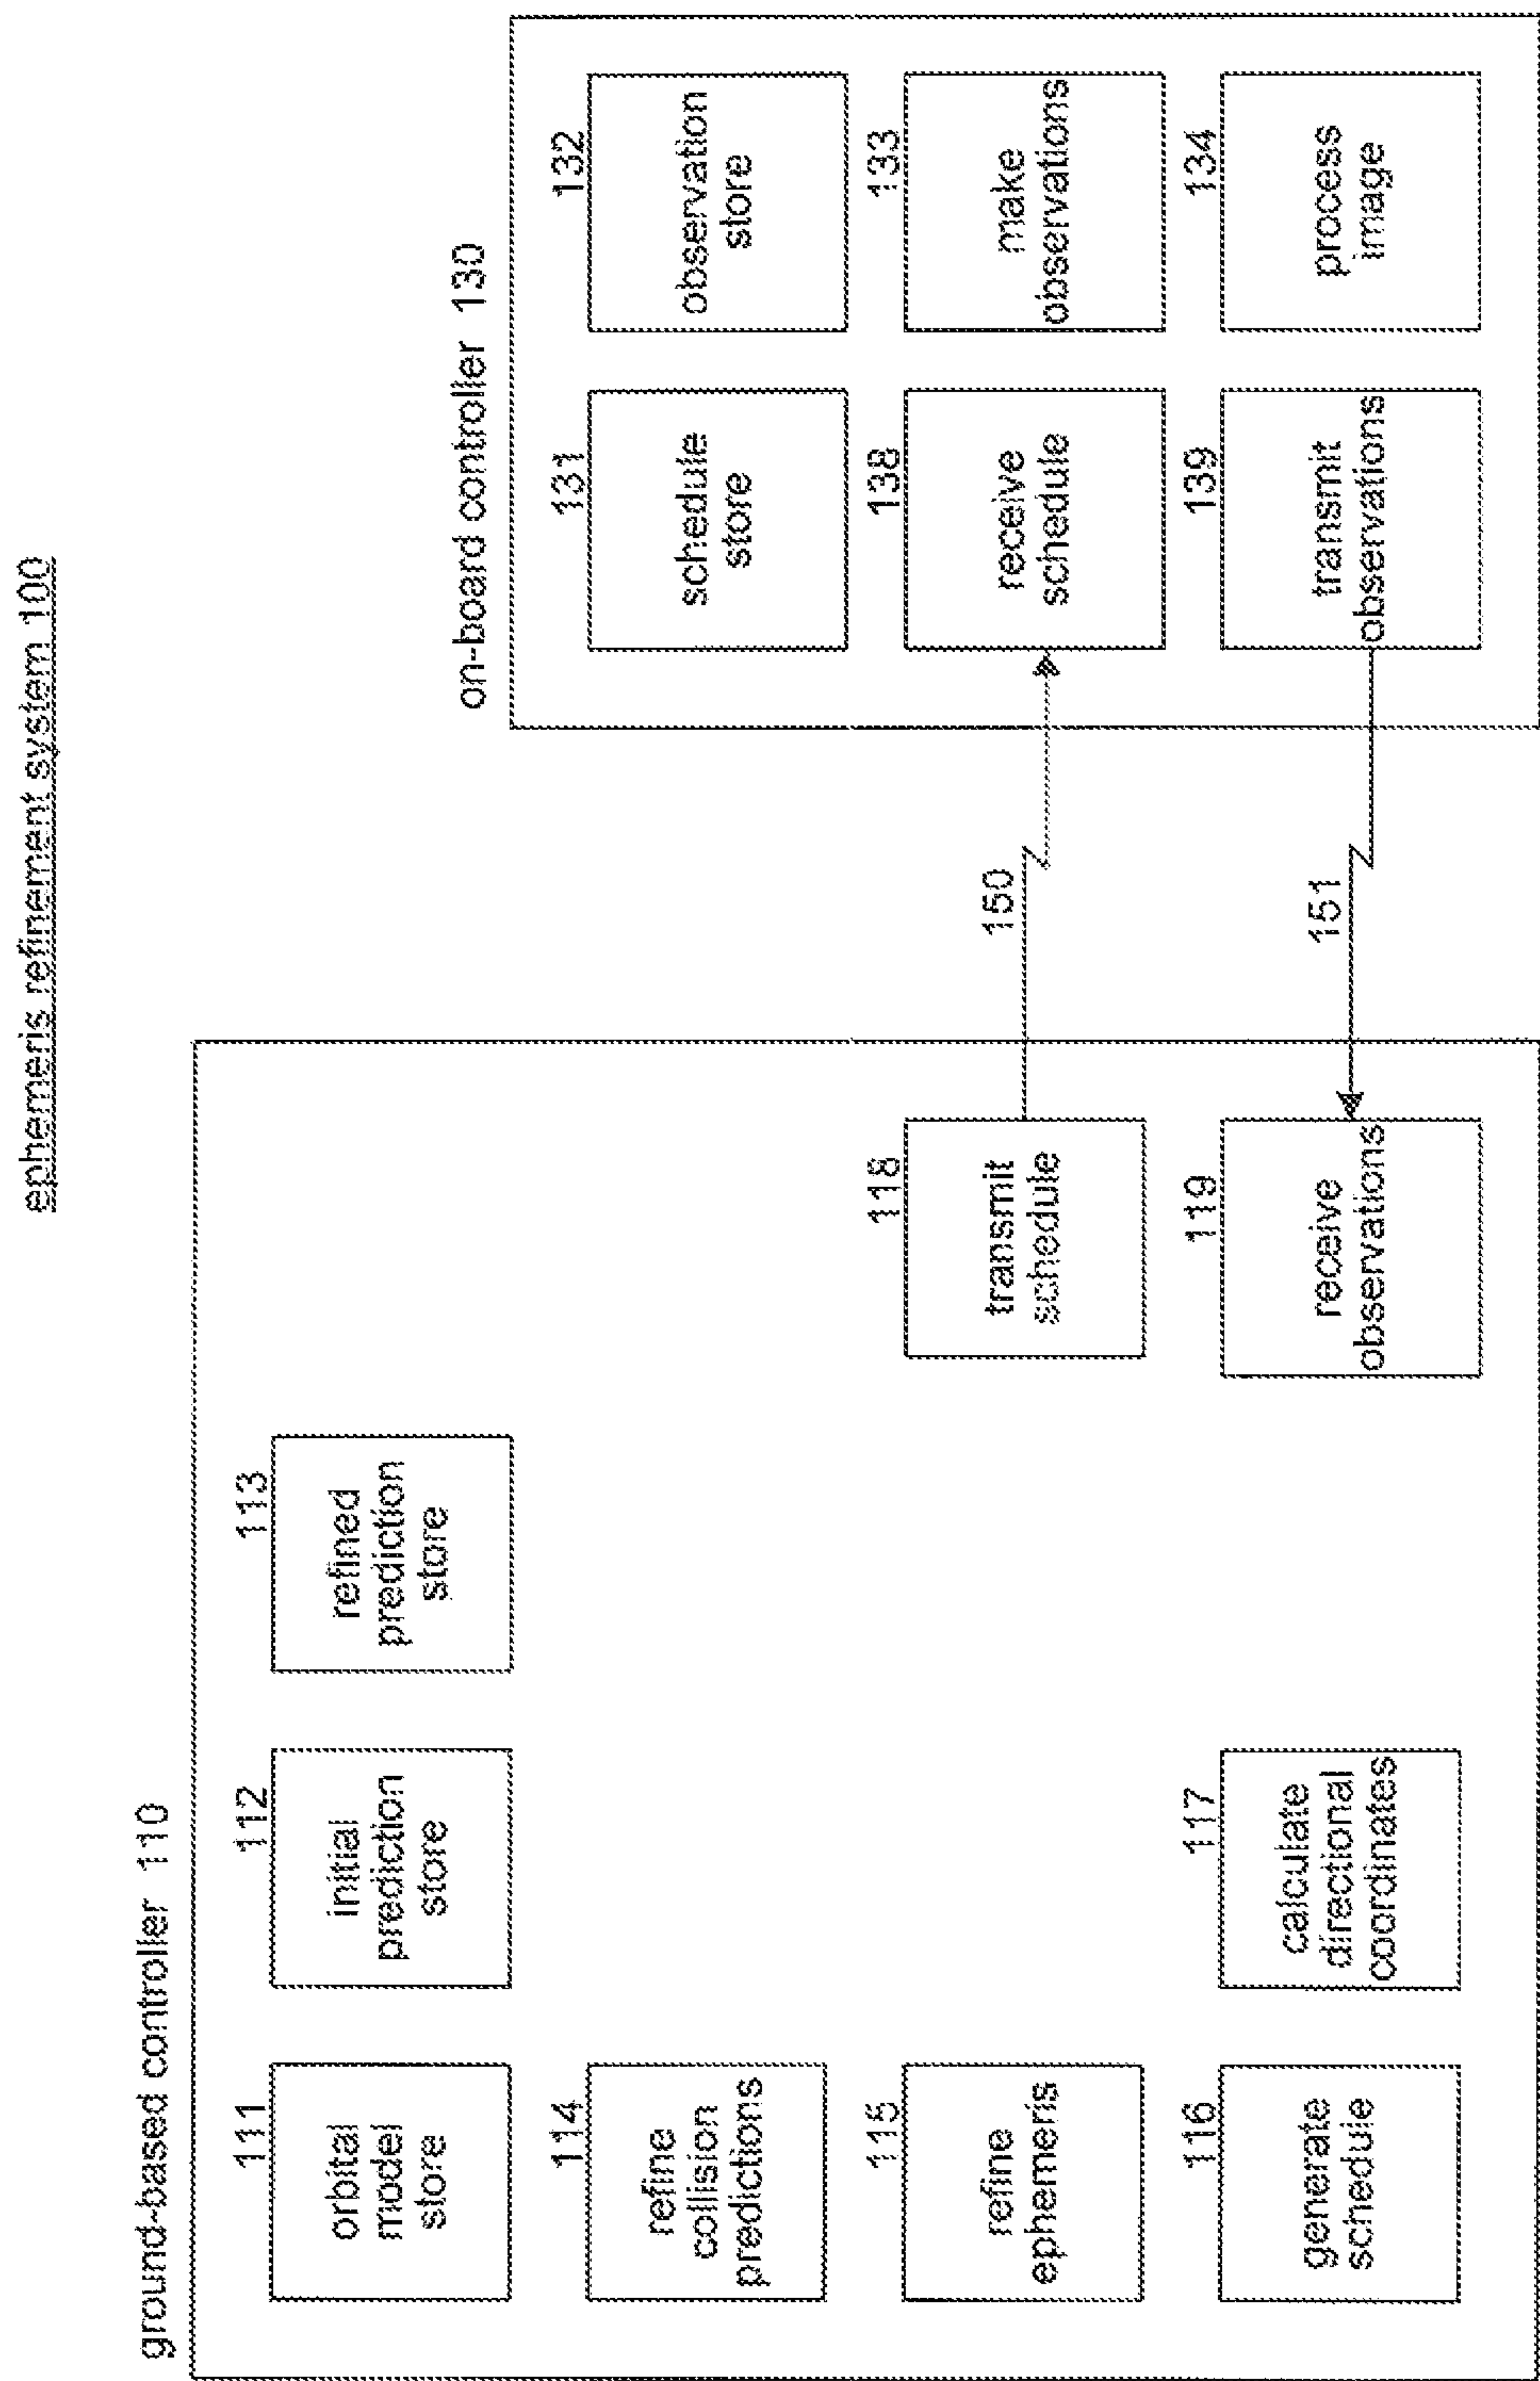 ephemeris refinement system 100
ground-based controller 110
111
orbital
model
store
112
initial
prediction
store
113
refined
prediction
store
114
refine
collision
predictions
115
refine
ephemeris
116
generate
schedule
117
calculate
directional
coordinates
118
transmit
schedule
119
receive
observations
150
151
on-board controller 130
131
schedule
store
132
observation
store
138
receive
schedule
133
make
observations
139
transmit
observations
134
process
image